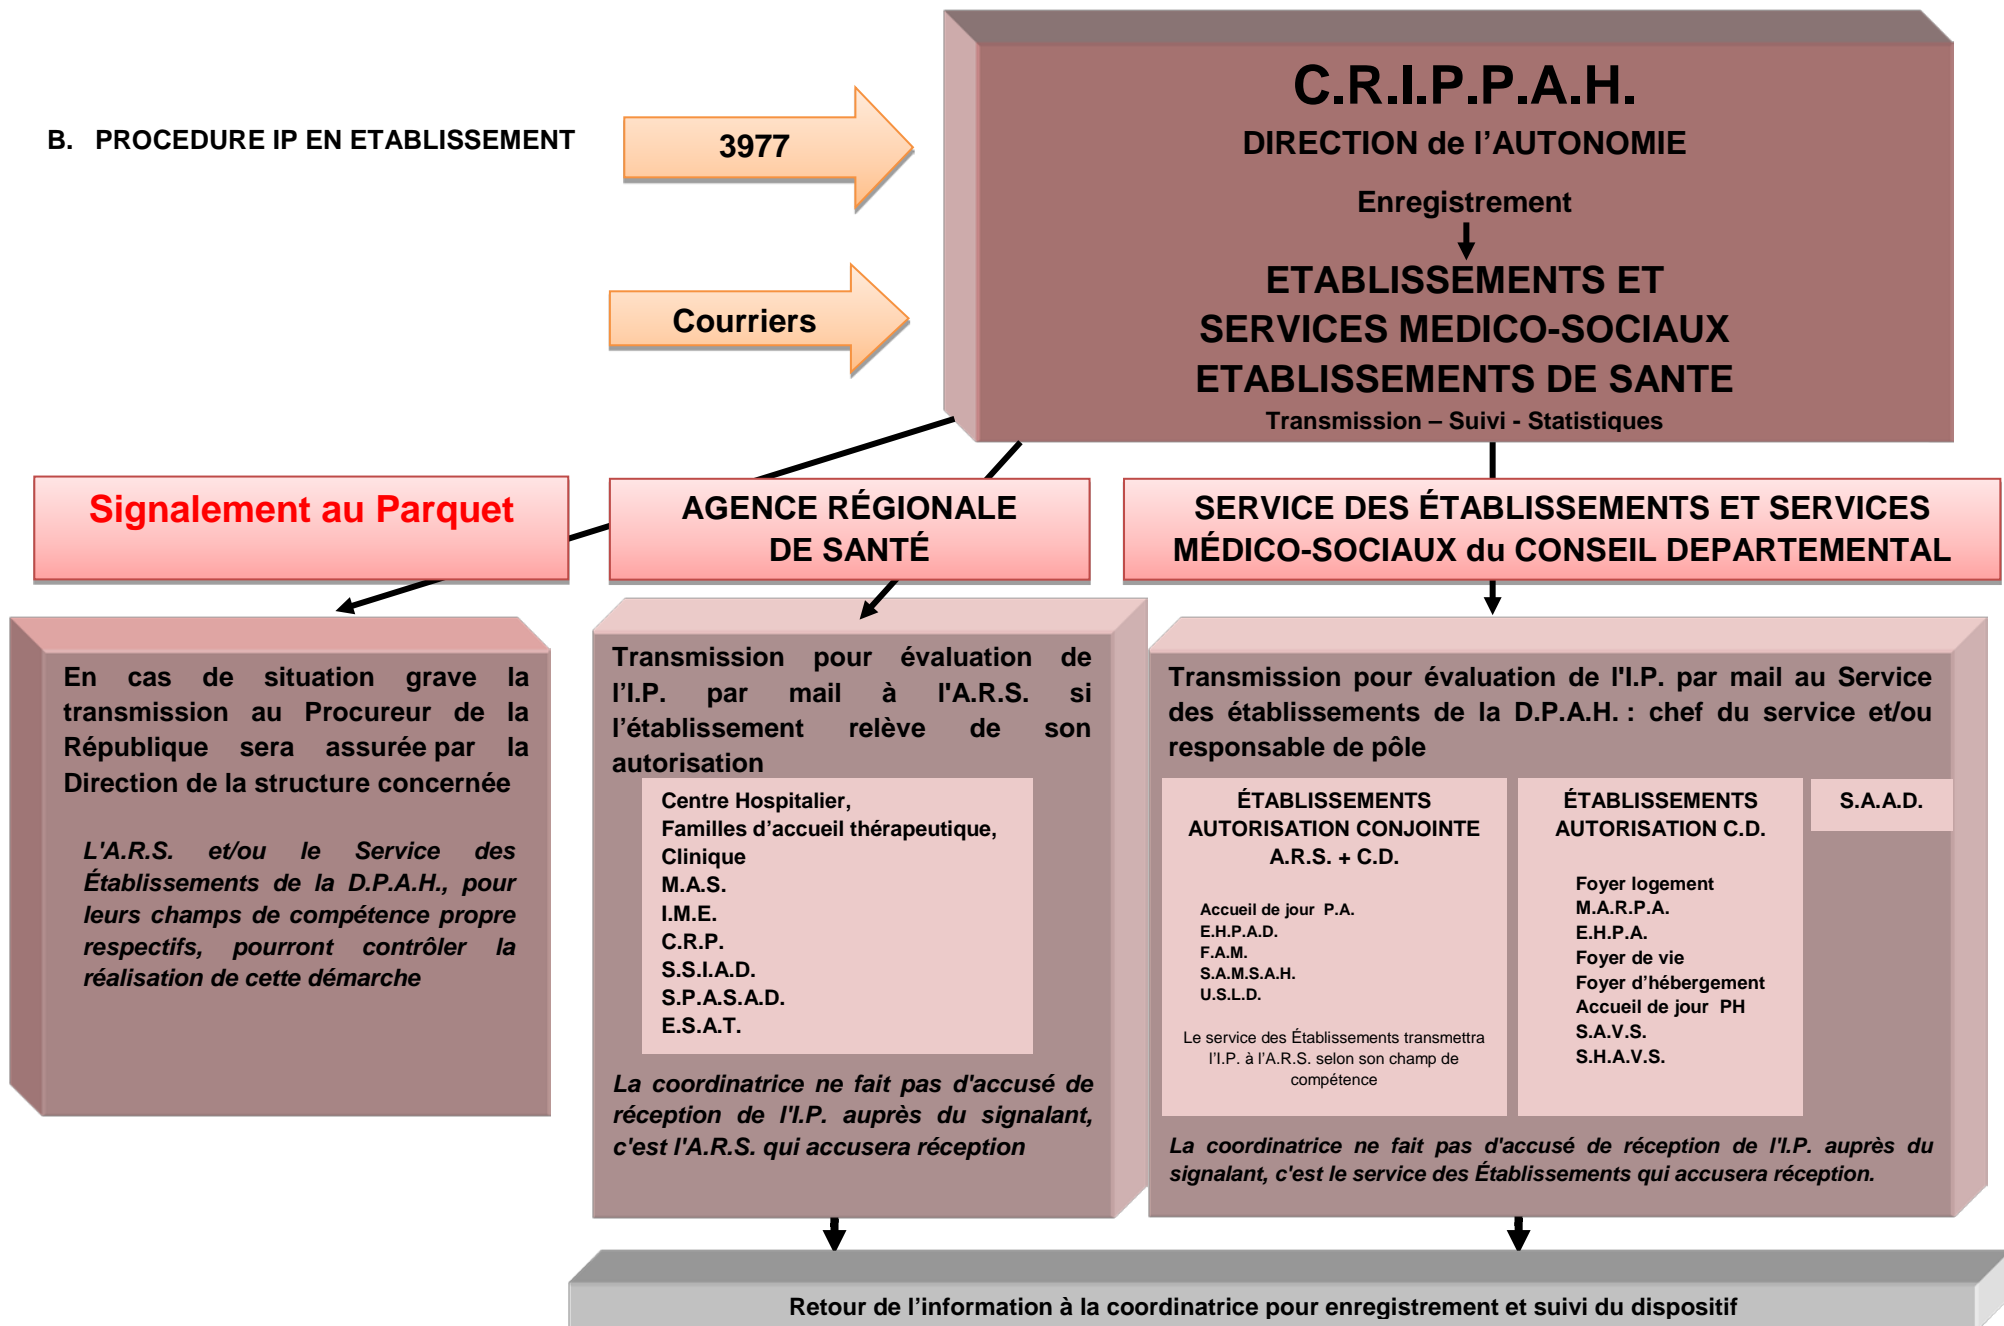 B. PROCEDURE IP EN ETABLISSEMENT
3977
Courriers
C.R.I.P.P.A.H.
DIRECTION de l’AUTONOMIE
Enregistrement
ETABLISSEMENTS ET
SERVICES MEDICO-SOCIAUX
ETABLISSEMENTS DE SANTE
Transmission – Suivi - Statistiques
Signalement au Parquet
AGENCE RÉGIONALE
DE SANTÉ
SERVICE DES ÉTABLISSEMENTS ET SERVICES
MÉDICO-SOCIAUX du CONSEIL DEPARTEMENTAL
En cas de situation grave la
transmission au Procureur de la
République sera assurée par la
Direction de la structure concernée
L'A.R.S. et/ou le Service des
Établissements de la D.P.A.H., pour
leurs champs de compétence propre
respectifs, pourront contrôler la
réalisation de cette démarche
Transmission pour évaluation de
l’I.P. par mail à l'A.R.S. si
l’établissement relève de son
autorisation
Centre Hospitalier,
Familles d’accueil thérapeutique,
Clinique
M.A.S.
I.M.E.
C.R.P.
S.S.I.A.D.
S.P.A.S.A.D.
E.S.A.T.
La coordinatrice ne fait pas d'accusé de
réception de l'I.P. auprès du signalant,
c'est l'A.R.S. qui accusera réception
Transmission pour évaluation de l'I.P. par mail au Service
des établissements de la D.P.A.H. : chef du service et/ou
responsable de pôle
ÉTABLISSEMENTS
AUTORISATION CONJOINTE
A.R.S. + C.D.
Accueil de jour P.A.
E.H.P.A.D.
F.A.M.
S.A.M.S.A.H.
U.S.L.D.
Le service des Établissements transmettra
l’I.P. à l’A.R.S. selon son champ de
compétence
ÉTABLISSEMENTS
AUTORISATION C.D.
Foyer logement
M.A.R.P.A.
E.H.P.A.
Foyer de vie
Foyer d’hébergement
Accueil de jour PH
S.A.V.S.
S.H.A.V.S.
S.A.A.D.
La coordinatrice ne fait pas d'accusé de réception de l'I.P. auprès du
signalant, c'est le service des Établissements qui accusera réception.
Retour de l’information à la coordinatrice pour enregistrement et suivi du dispositif